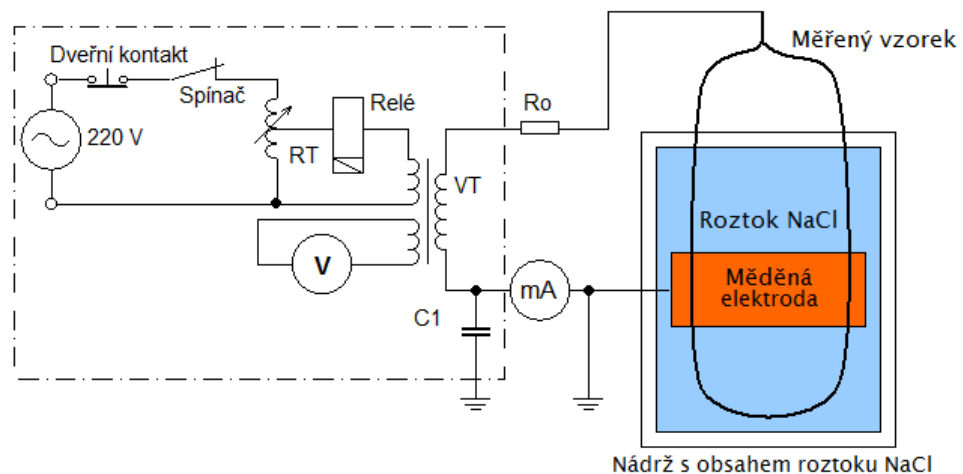 Dveřní kontakt
Spínač
220 V
RT
Relé
VT
V
C1
mA
Ro
Měřený vzorek
Roztok NaCl
Měděná
elektroda
Nádrž s obsahem roztoku NaCl